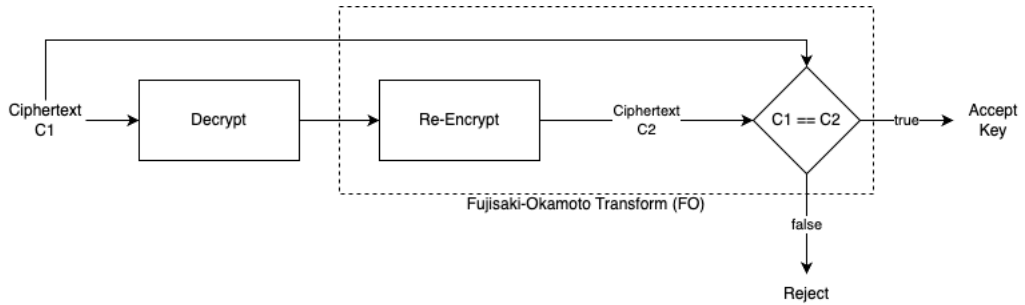 Ciphertext
C1
Decrypt
Re-Encrypt
Ciphertext
C2
C1 == C2
true
Accept
Key
Fujisaki-Okamoto Transform (FO)
false
Reject